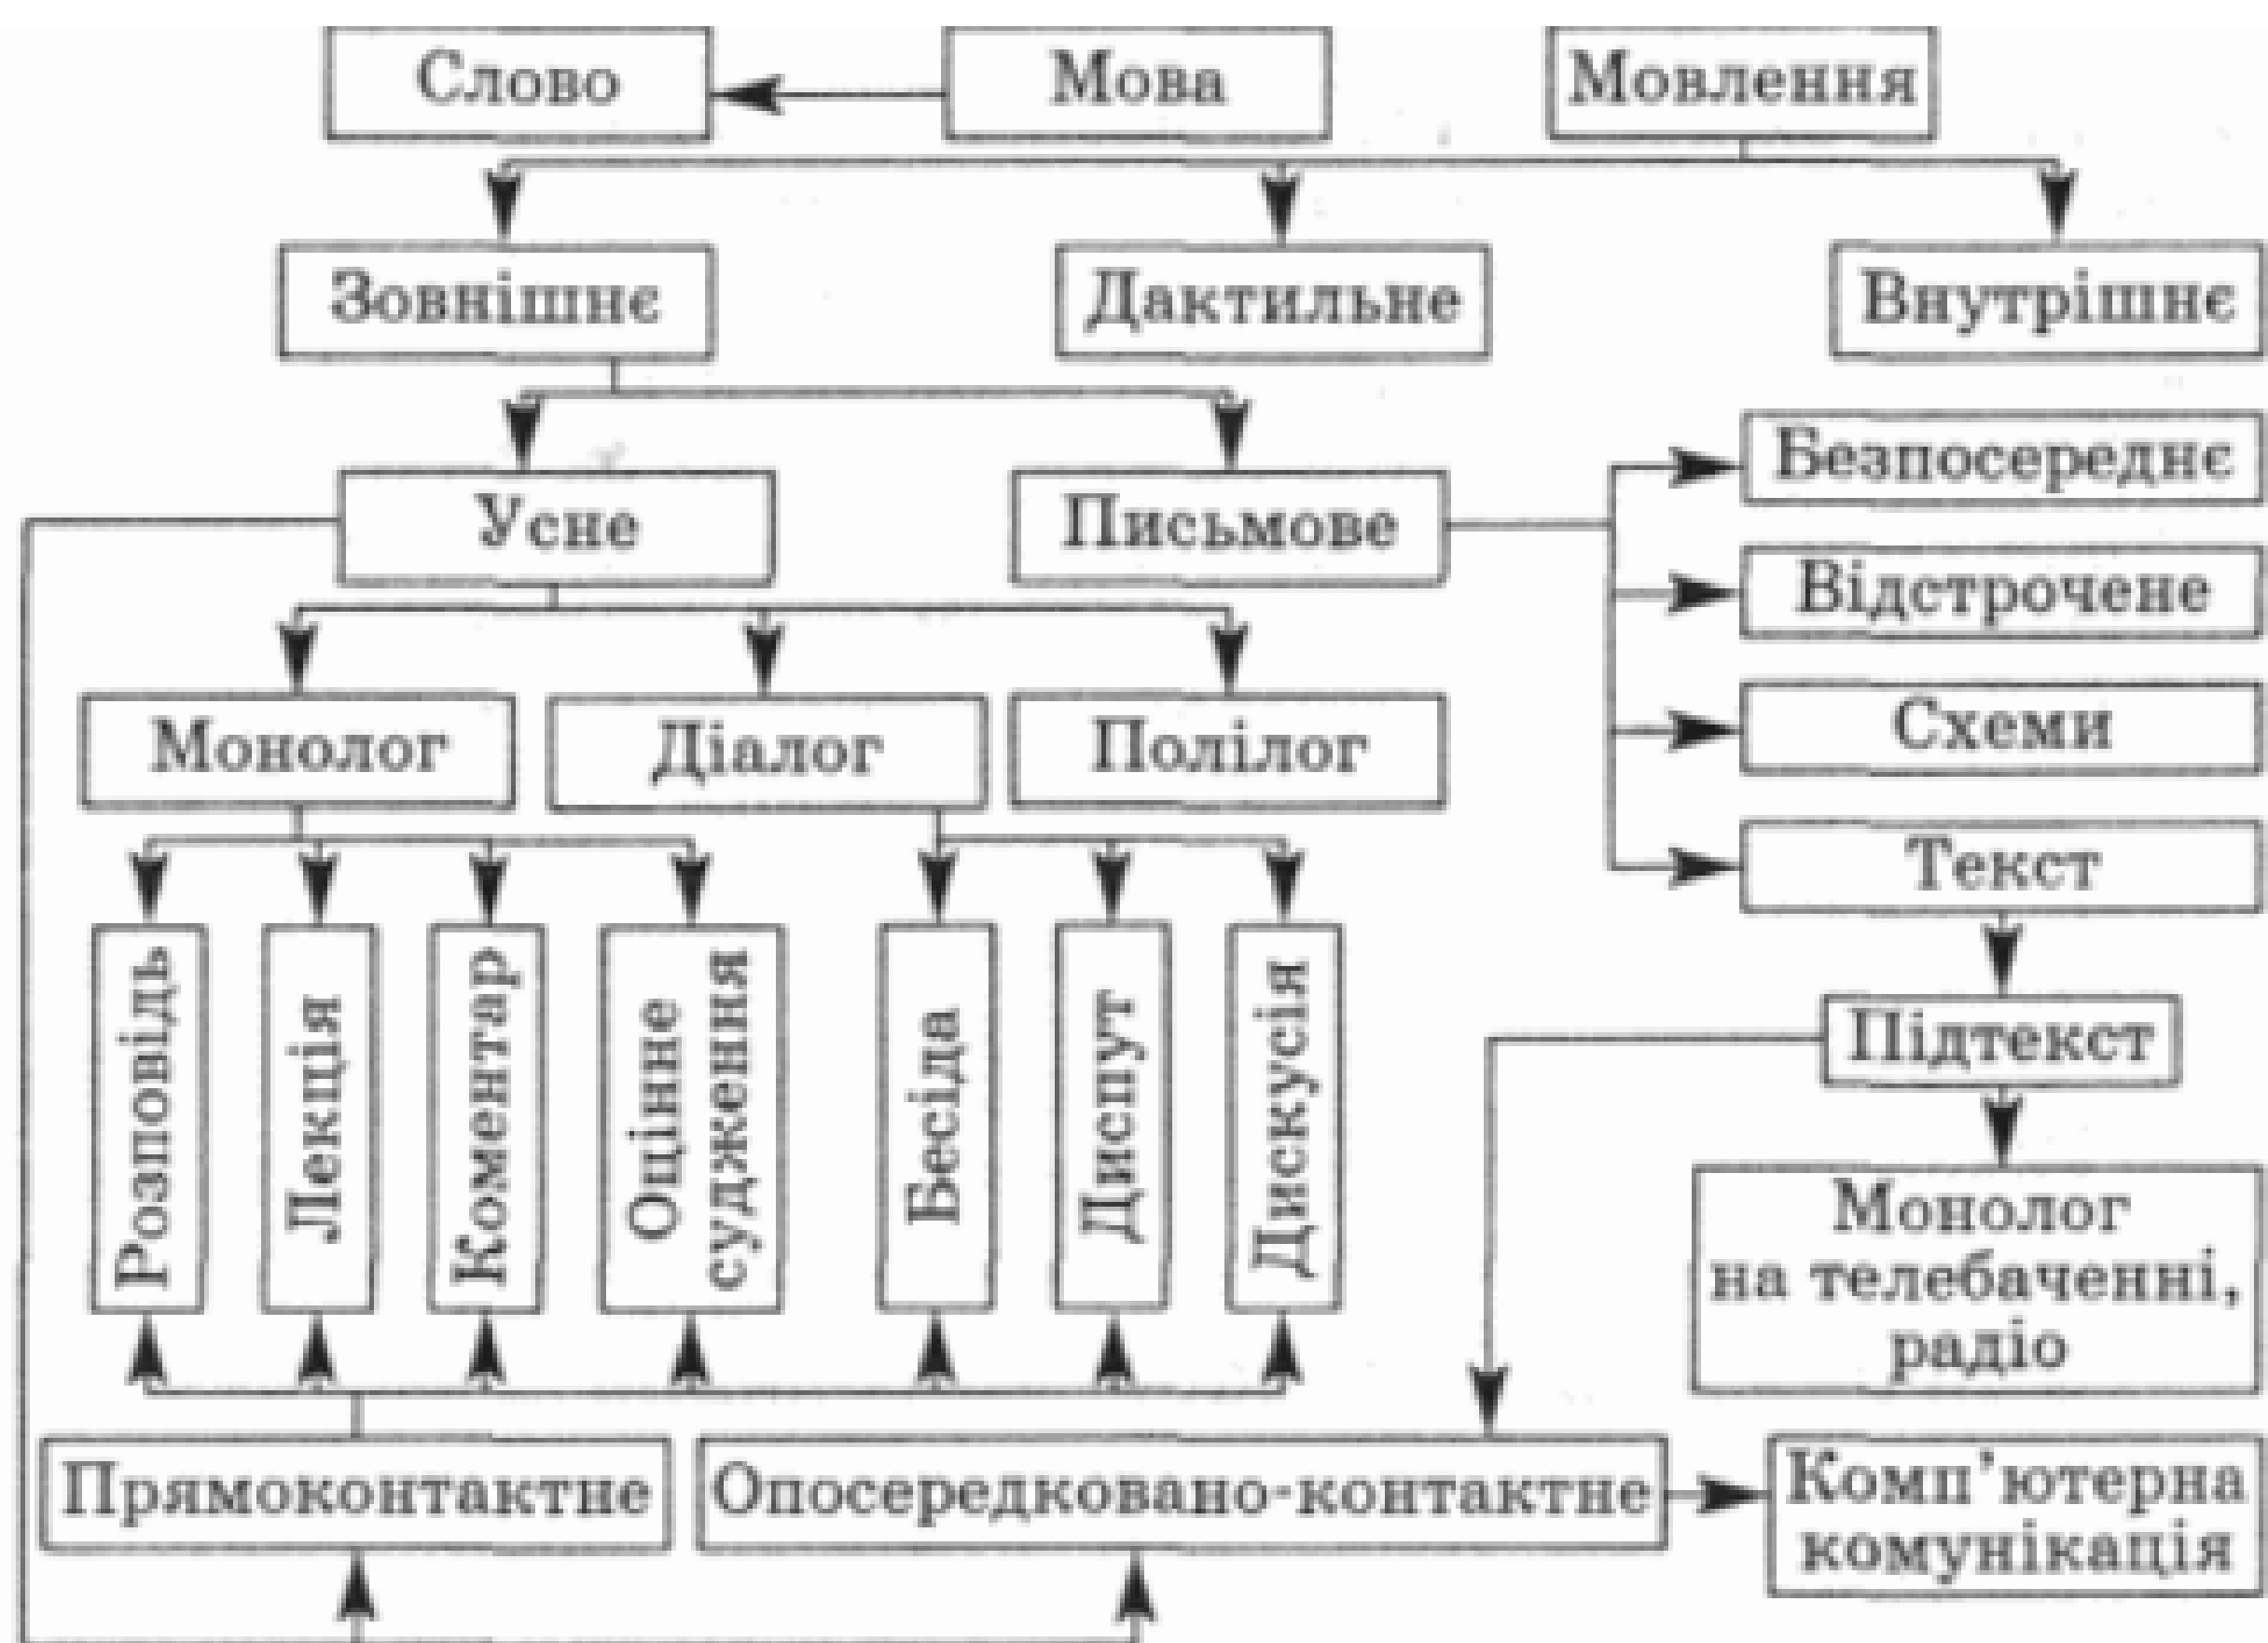 Слово
Мова
Мовлення
Зовнішнє
Дактильне
Внутрішнє
Усне
Письмове
Безпосереднє
Відстрочене
Схеми
Текст
Монолог
Діалог
Полілог
Розповідь
Лекція
Коментар
Оцінне
судження
Бесіда
Диспут
Дискусія
Підтекст
Монолог
на телебаченні,
радіо
Прямоконтактне
Опосередковано-контактне
Комп’ютерна
комунікація